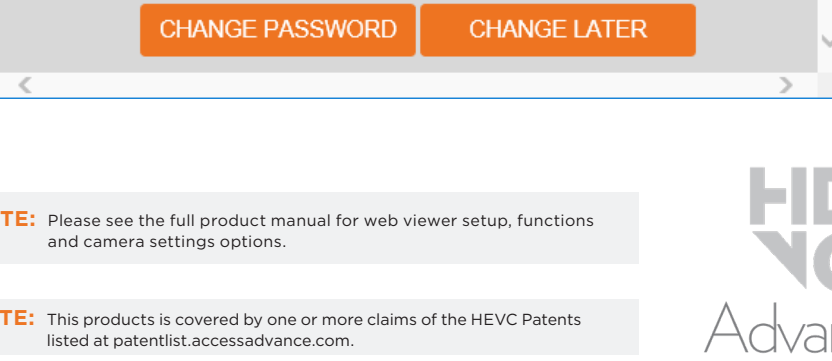 CHANGE PASSWORD CHANGE LATER
TE: Please see the full product manual for web viewer setup, functions
and camera settings options.
TE: This products is covered by one or more claims of the HEVC Patents
listed at patentlist.accessadvance.com.